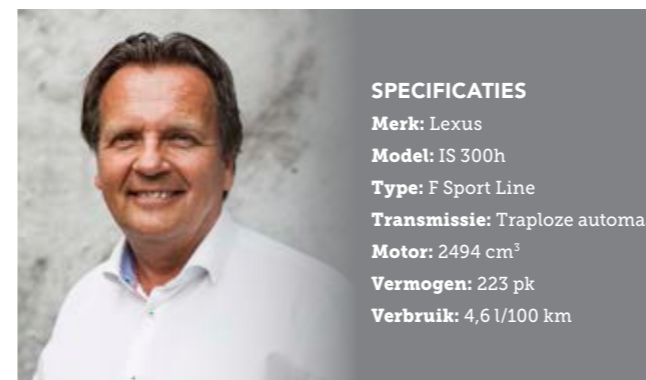 SPECIFICATIES
Merk: Lexus
Model: IS 300h
Type: F Sport Line
Transmissie: Traploze automa
Motor: 2494 cm³
Vermogen: 223 pk
Verbruik: 4,6 l/100 km